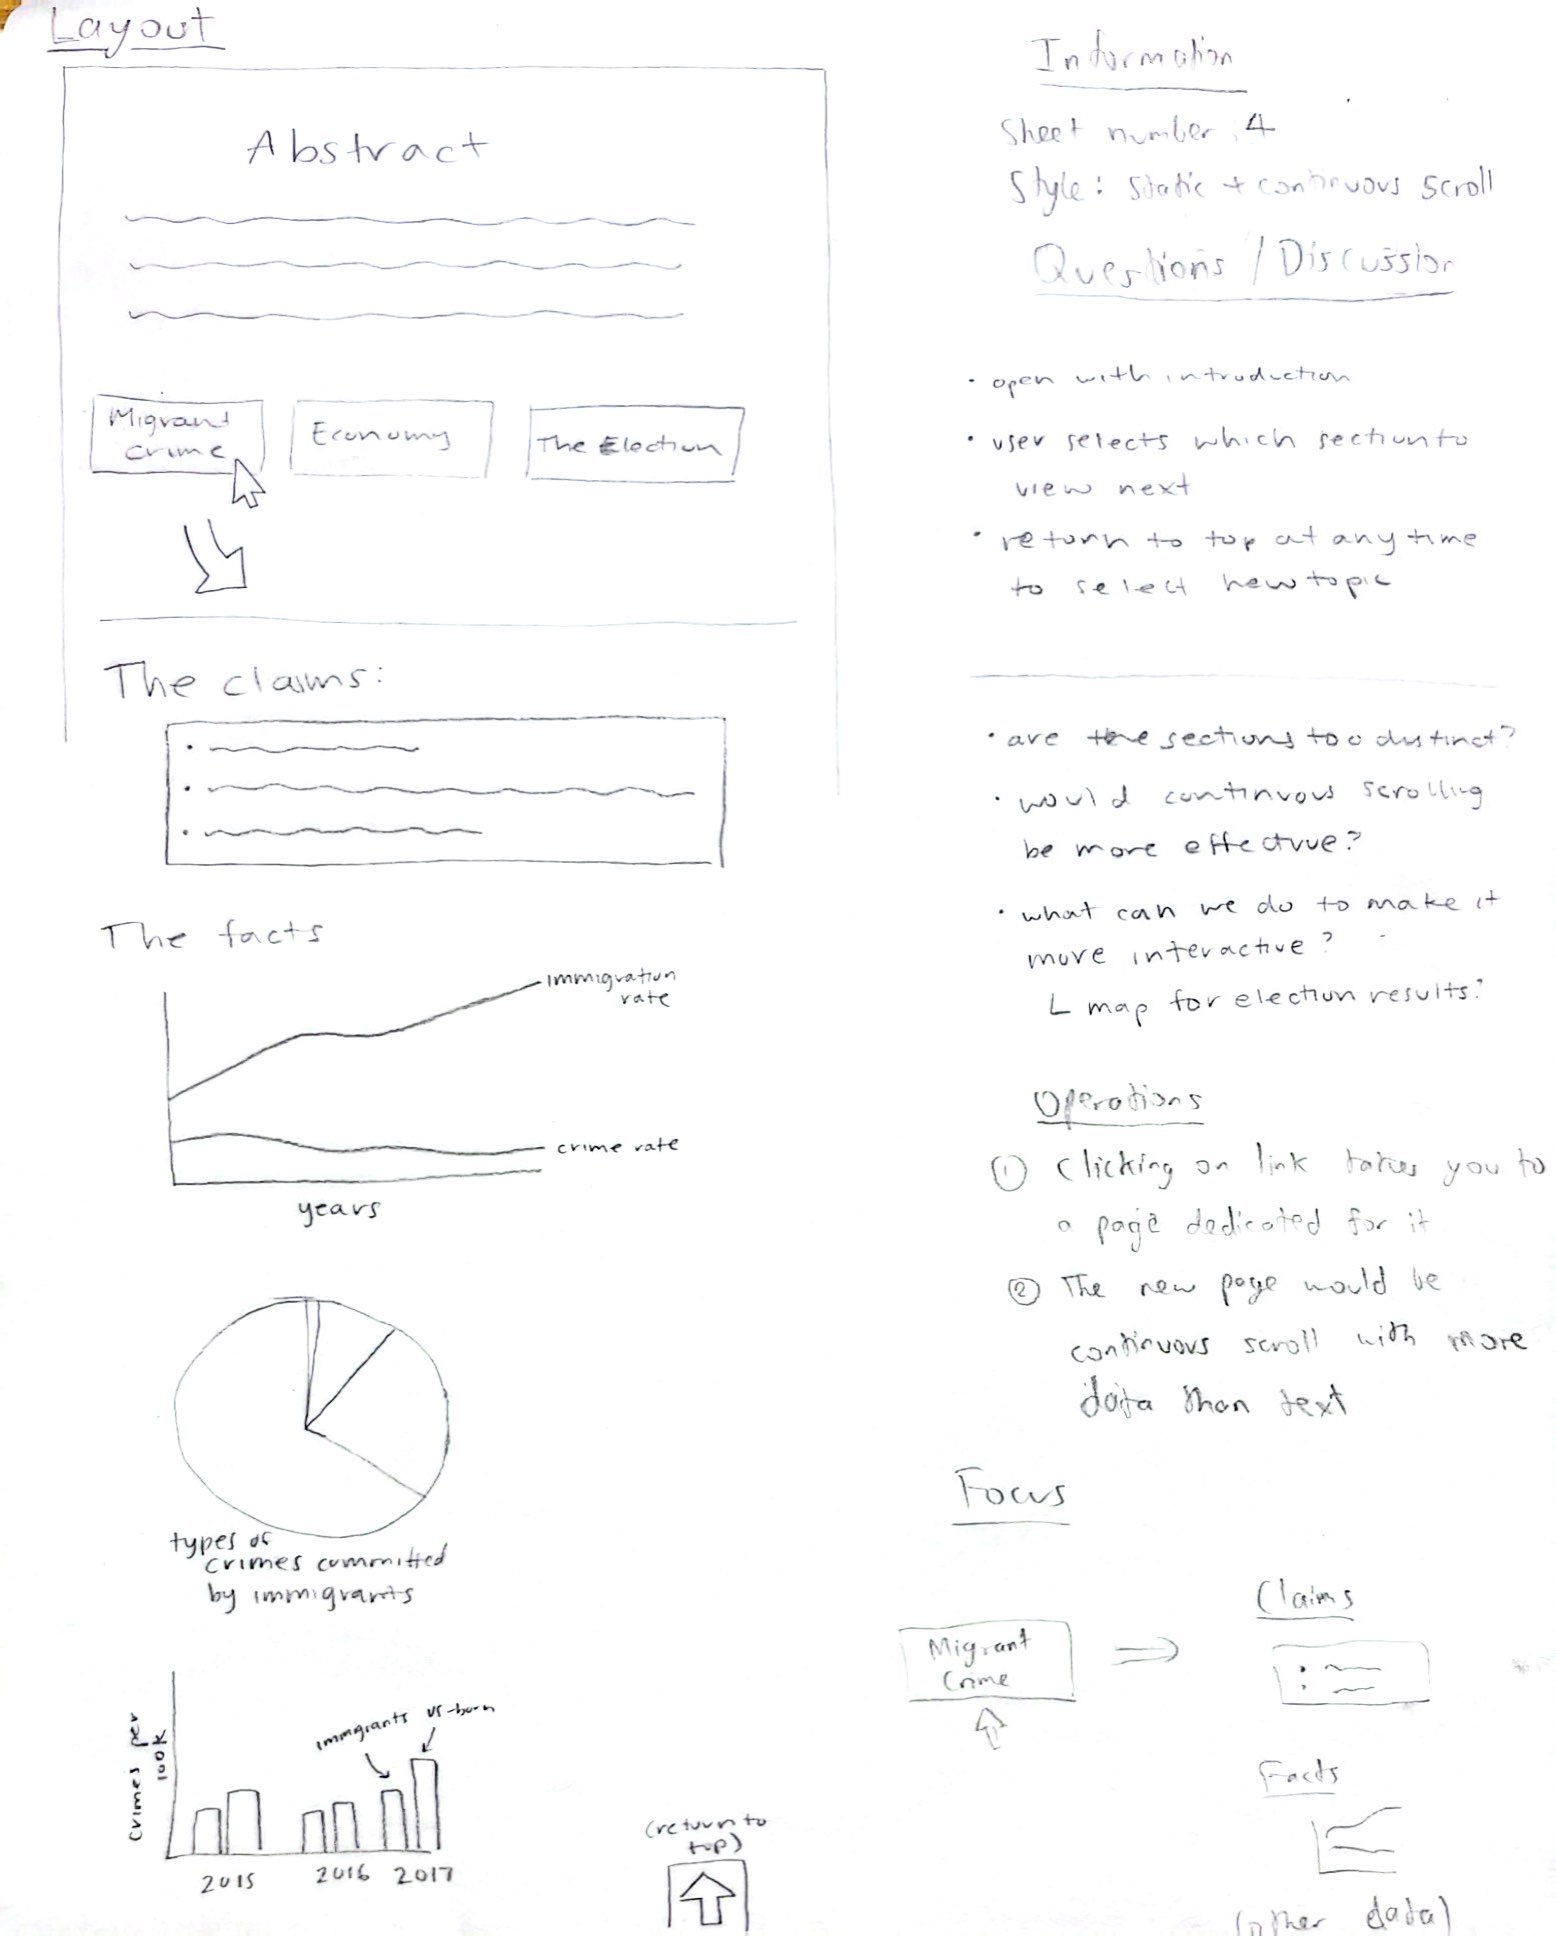 Layout
Abstract
Migrant
crime
Economy
The Election
The claims:
The facts
immigration
rate
crime rate
years
types of
crimes committed
by immigrants
crimes per
100K
immigrants
us-born
2015
2016
2017
(return to
top)
Information
Sheet number: 4
Style: static + continuous scroll
Questions / Discussion
• open with introduction
• user selects which section to
view next
• return to top at any time
to select new topic
• are the sections too distinct?
• would continuous scrolling
be more effective?
• what can we do to make it
more interactive?
L map for election results?
Operations
① Clicking on link takes you to
a page dedicated for it
② The new page would be
continuous scroll with more
data than text
Focus
Migrant
Crime
Claims
Facts
(other data)